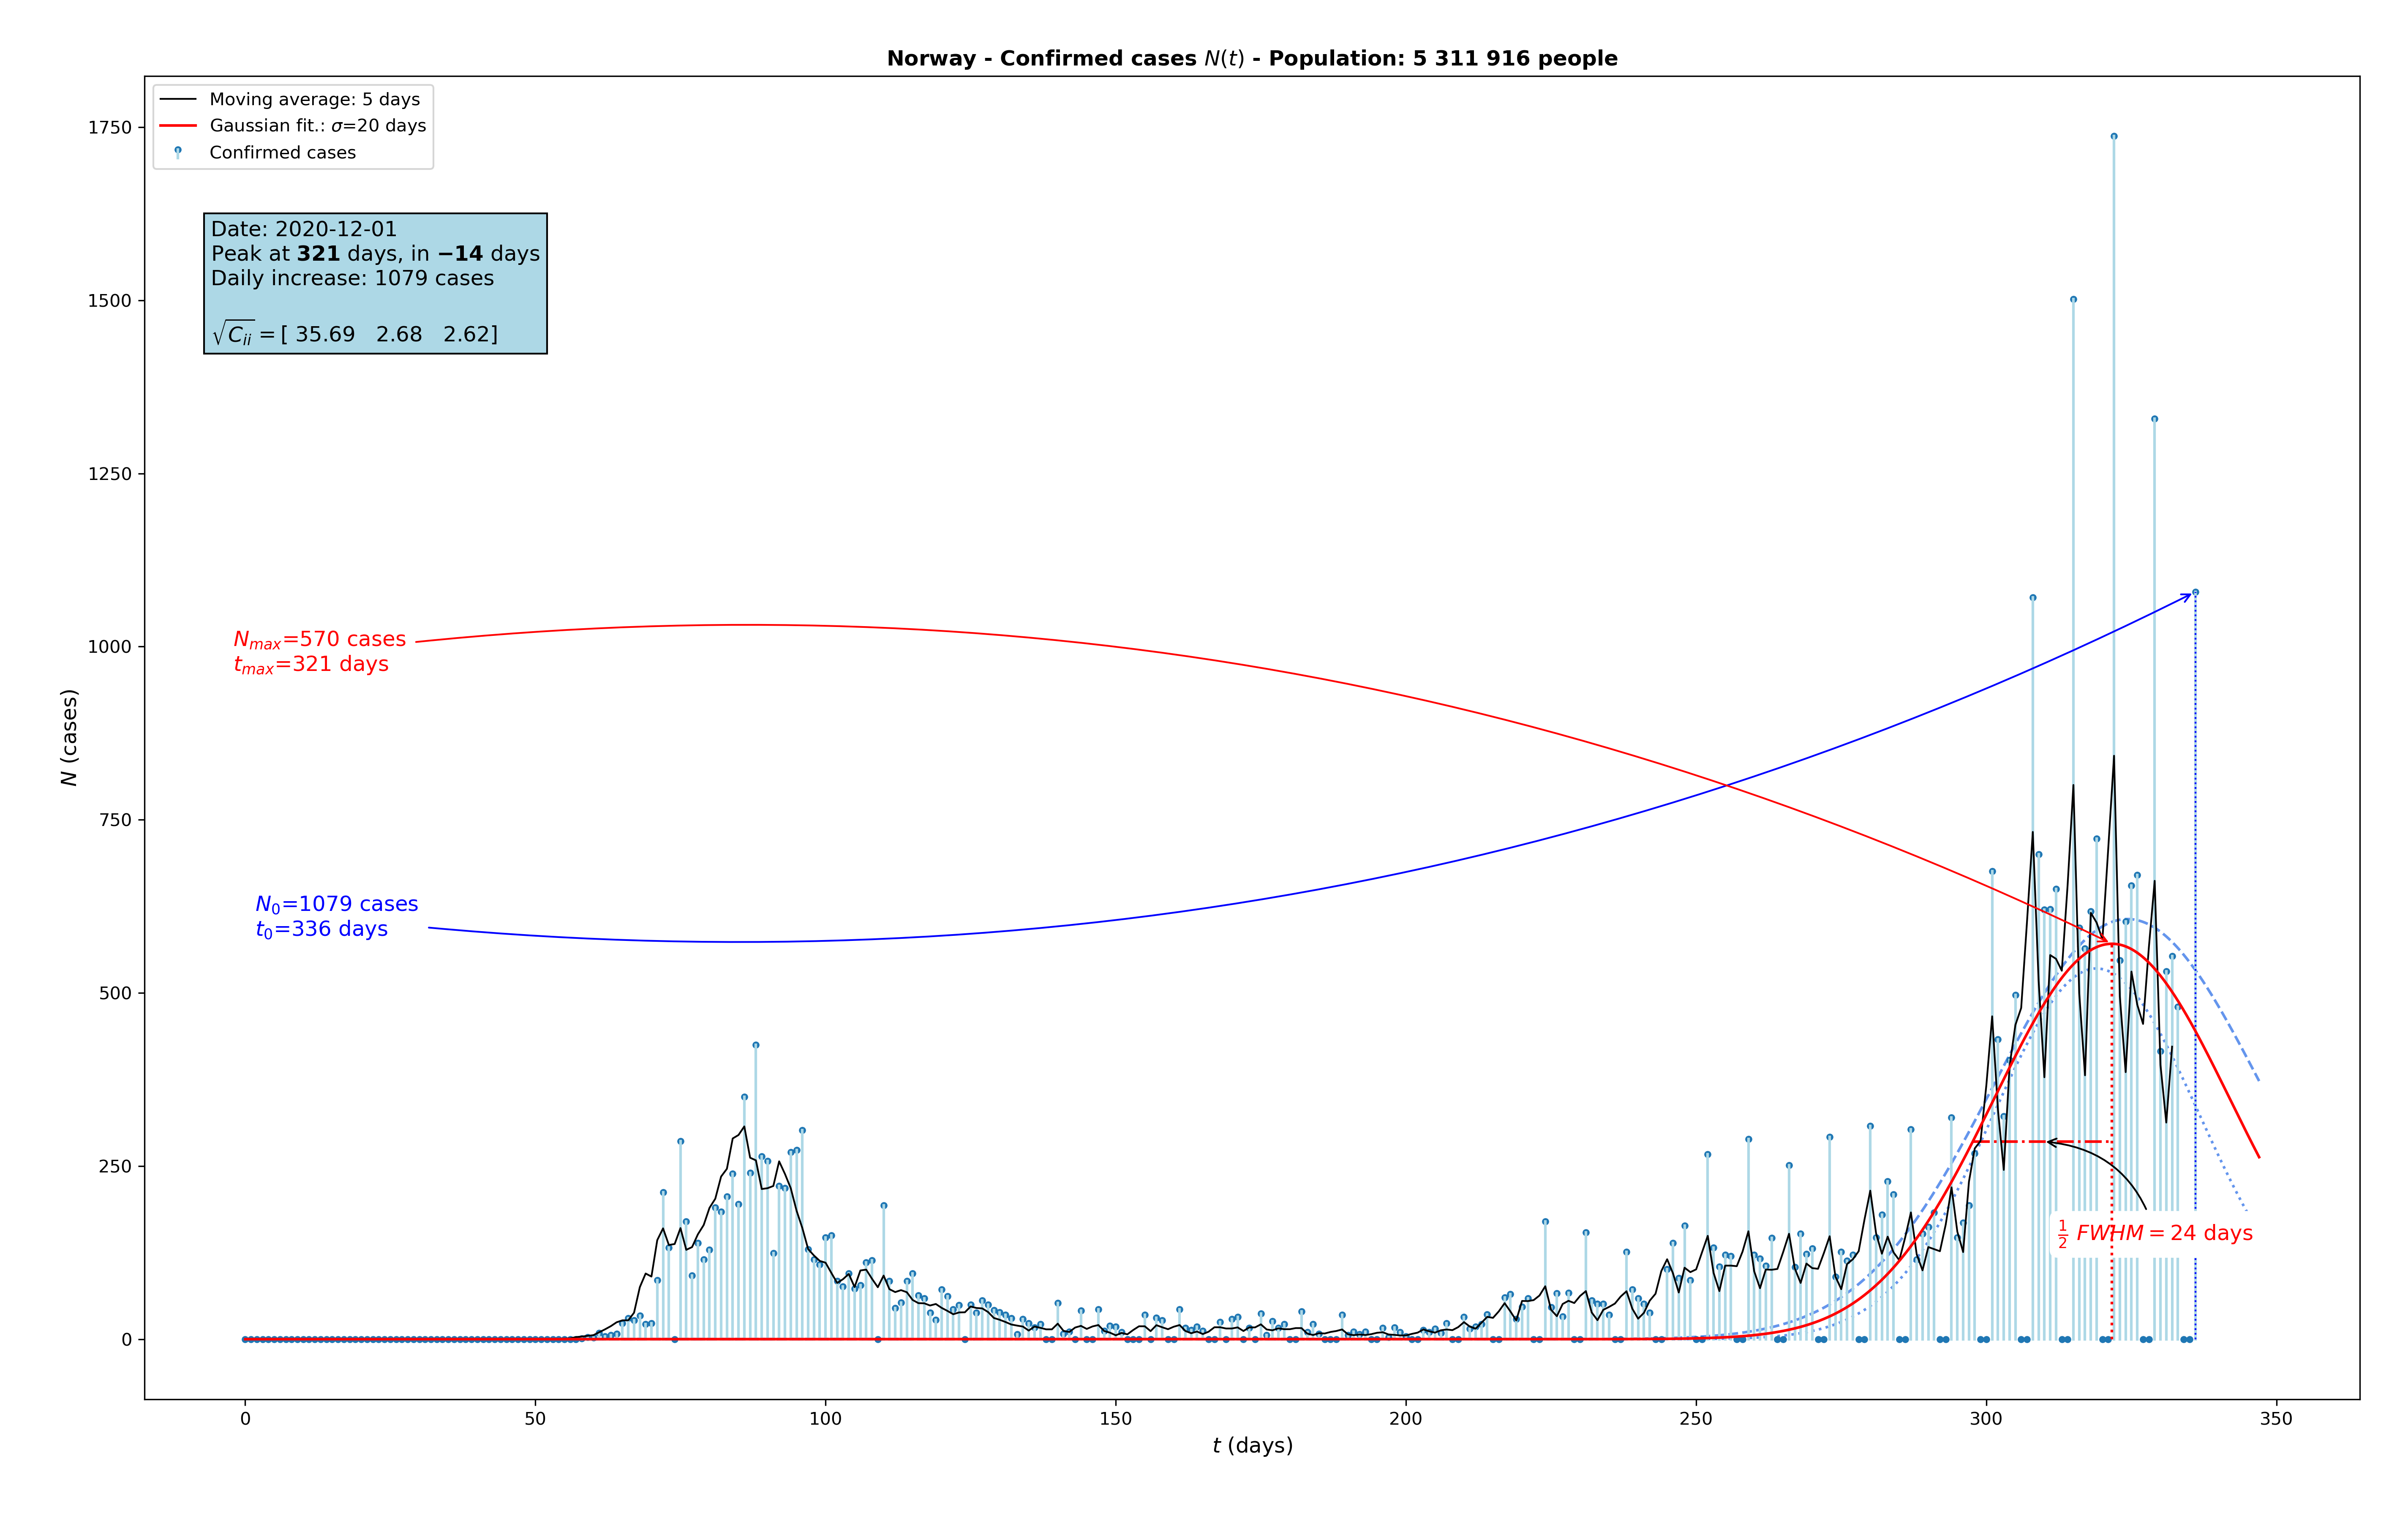 Norway - Confirmed cases N(t) - Population: 5 311 916 people
Moving average: 5 days
Gaussian fit.: σ=20 days
Confirmed cases
Date: 2020-12-01
Peak at 321 days, in −14 days
Daily increase: 1079 cases
√Cᵢᵢ = [ 35.69 2.68 2.62]
N_max=570 cases
t_max=321 days
N_0=1079 cases
t_0=336 days
½ FWHM = 24 days
N (cases)
1750
1500
1250
1000
750
500
250
0
0 50 100 150 200 250 300 350
t (days)